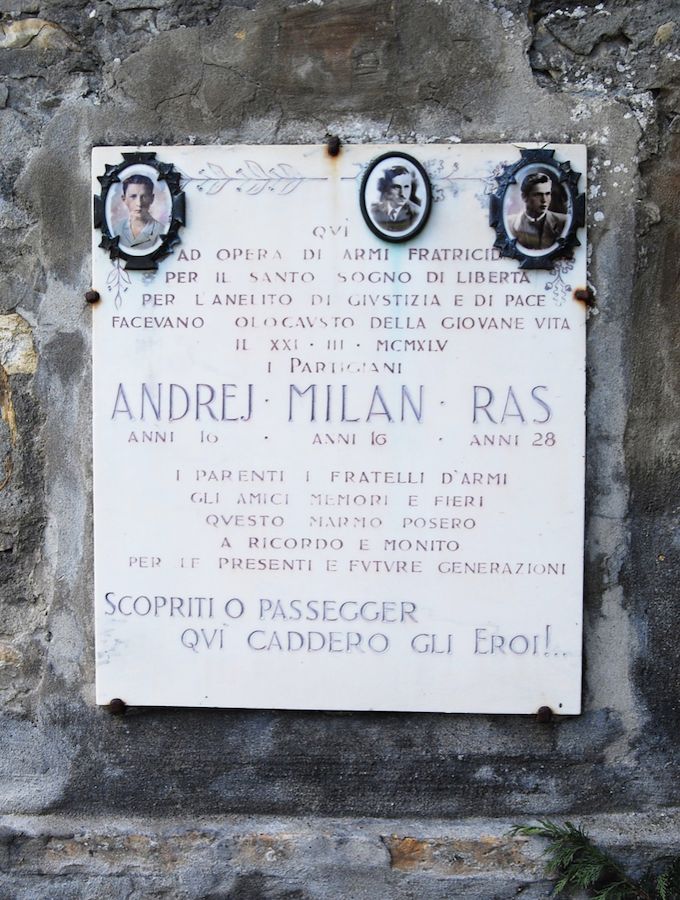 QUÌ
AD OPERA DI ARMI FRATRICID
PER IL SANTO SOGNO DI LIBERTÀ
PER L'ANELITO DI GIVSTIZIA E DI PACE
FACEVANO OLOCAVSTO DELLA GIOVANE VITA
IL XXI · III · MCMXLV
I PARTIGIANI
ANDREJ · MILAN · RAS
ANNI 16 · ANNI 16 · ANNI 28
I PARENTI I FRATELLI D'ARMI
GLI AMICI MEMORI E FIERI
QVESTO MARMO POSERO
A RICORDO E MONITO
PER LE PRESENTI E FVTVRE GENERAZIONI
SCOPRITI O PASSEGGER
QVÌ CADDERO GLI EROI!..